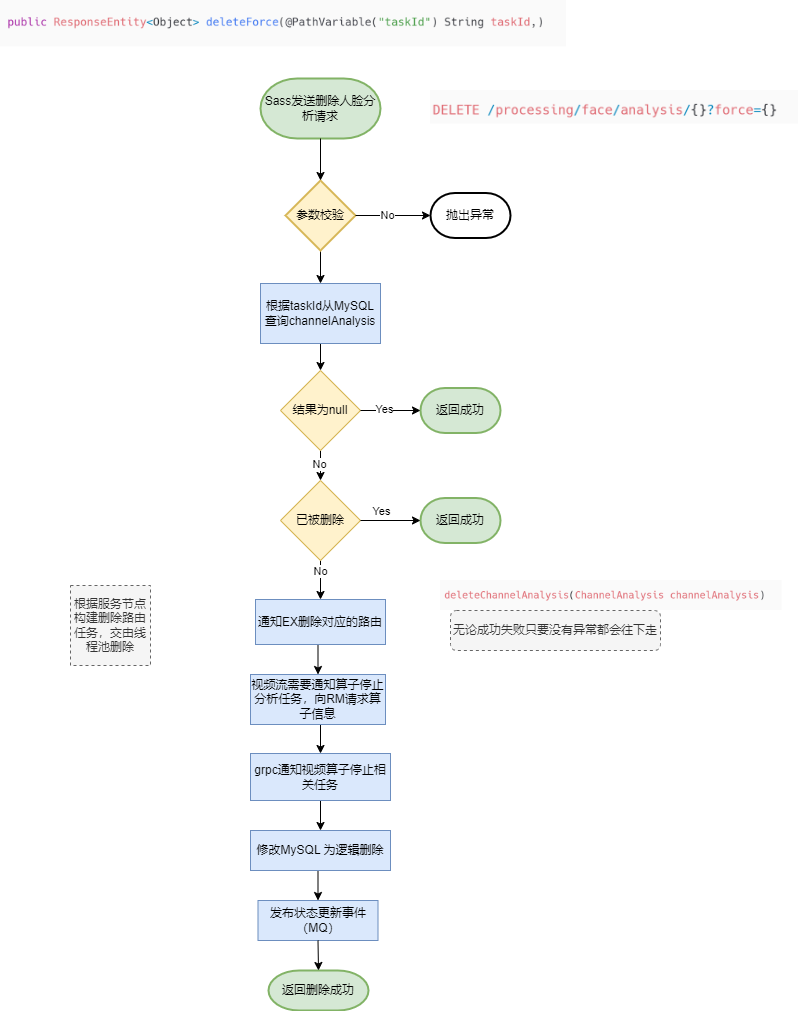 public ResponseEntity<Object> deleteForce(@PathVariable("taskId") String taskId,)
Sass发送删除人脸分
析请求
DELETE /processing/face/analysis/{}?force={}
参数校验
No
抛出异常
根据taskId从MySQL
查询channelAnalysis
结果为null
Yes
返回成功
No
已被删除
Yes
返回成功
No
根据服务节点
构建删除路由
任务，交由线
程池删除
通知EX删除对应的路由
deleteChannelAnalysis(ChannelAnalysis channelAnalysis)
无论成功失败只要没有异常都会往下走
视频流需要通知算子停止
分析任务，向RM请求算
子信息
grpc通知视频算子停止相
关任务
修改MySQL 为逻辑删除
发布状态更新事件
（MQ）
返回删除成功